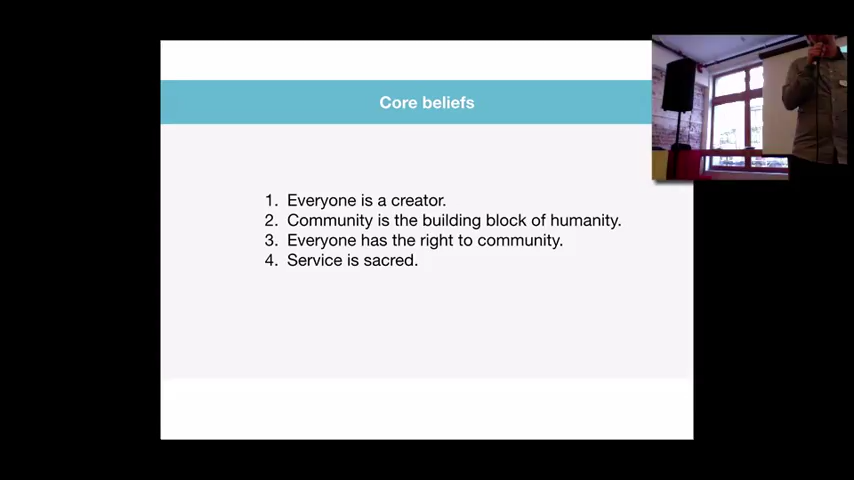 Core beliefs
1. Everyone is a creator.
2. Community is the building block of humanity.
3. Everyone has the right to community.
4. Service is sacred.